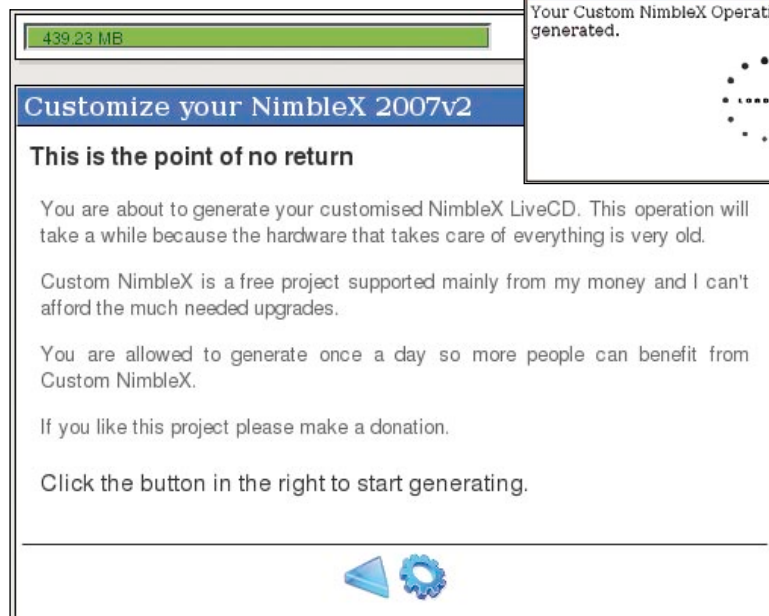 439.23 MB
Your Custom NimbleX
generated.
Customize your NimbleX 2007v2
This is the point of no return
You are about to generate your customised NimbleX LiveCD. This operation will
take a while because the hardware that takes care of everything is very old.
Custom NimbleX is a free project supported mainly from my money and I can't
afford the much needed upgrades.
You are allowed to generate once a day so more people can benefit from
Custom NimbleX.
If you like this project please make a donation.
Click the button in the right to start generating.